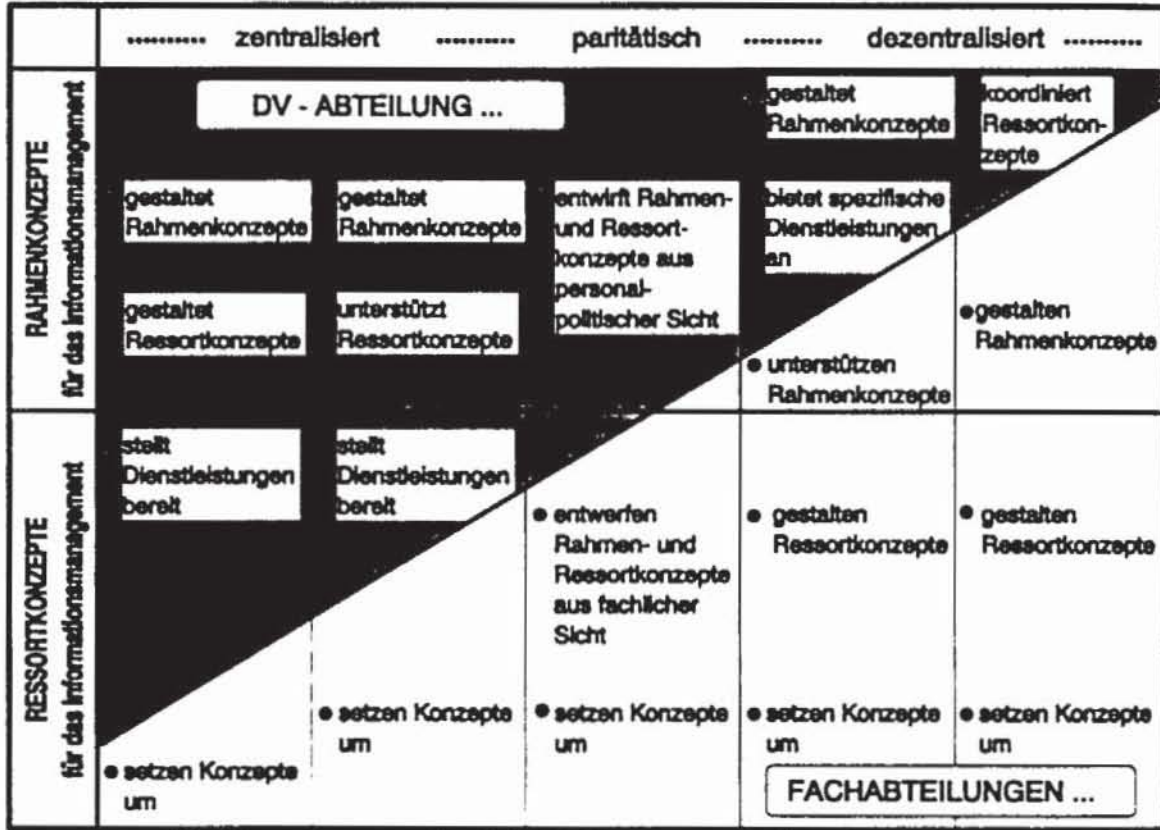 zentralisiert
paritätisch
dezentralisiert
RAHMENKONZEPTE
für das Informationsmanagement
DV - ABTEILUNG ...
gestaltet
Rahmenkonzepte
gestaltet
Ressortkonzepte
gestaltet
Rahmenkonzepte
unterstützt
Ressortkonzepte
entwirft Rahmen-
und Ressort-
konzepte aus
personal-
politischer Sicht
gestaltet
Rahmenkonzepte
bietet spezifische
Dienstleistungen
an
● unterstützen
Rahmenkonzepte
koordiniert
Ressortkon-
zepte
● gestalten
Rahmenkonzepte
RESSORTKONZEPTE
für das Informationsmanagement
stellt
Dienstleistungen
bereit
● setzen Konzepte
um
stellt
Dienstleistungen
bereit
● setzen Konzepte
um
● entwerfen
Rahmen- und
Ressortkonzepte
aus fachlicher
Sicht
● setzen Konzepte
um
● gestalten
Ressortkonzepte
● setzen Konzepte
um
● gestalten
Ressortkonzepte
● setzen Konzepte
um
FACHABTEILUNGEN ...